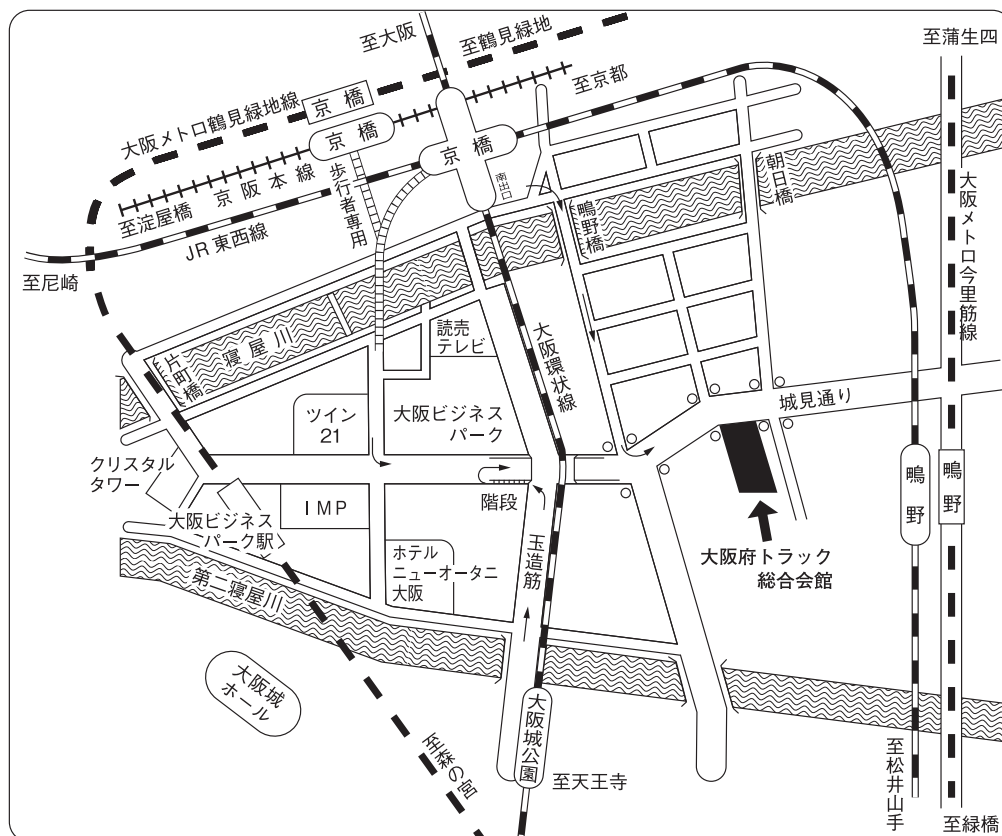 至大阪
至鶴見緑地
至蒲生四
大阪メトロ鶴見緑地線
京橋
京橋
至京都
至淀屋橋
京阪本線
歩行者専用
京橋
南出口
JR東西線
至尼崎
鴫野橋
朝日橋
大阪メトロ今里筋線
片町橋
寝屋川
読売
テレビ
大阪環状線
ツイン
21
大阪ビジネス
パーク
城見通り
クリスタル
タワー
階段
IMP
大阪ビジネス
パーク駅
鴫野
鴫野
ホテル
ニューオータニ
大阪
玉造筋
大阪府トラック
総合会館
第二寝屋川
大阪城
ホール
大阪城公園
至森の宮
至天王寺
至松井山手
至緑橋